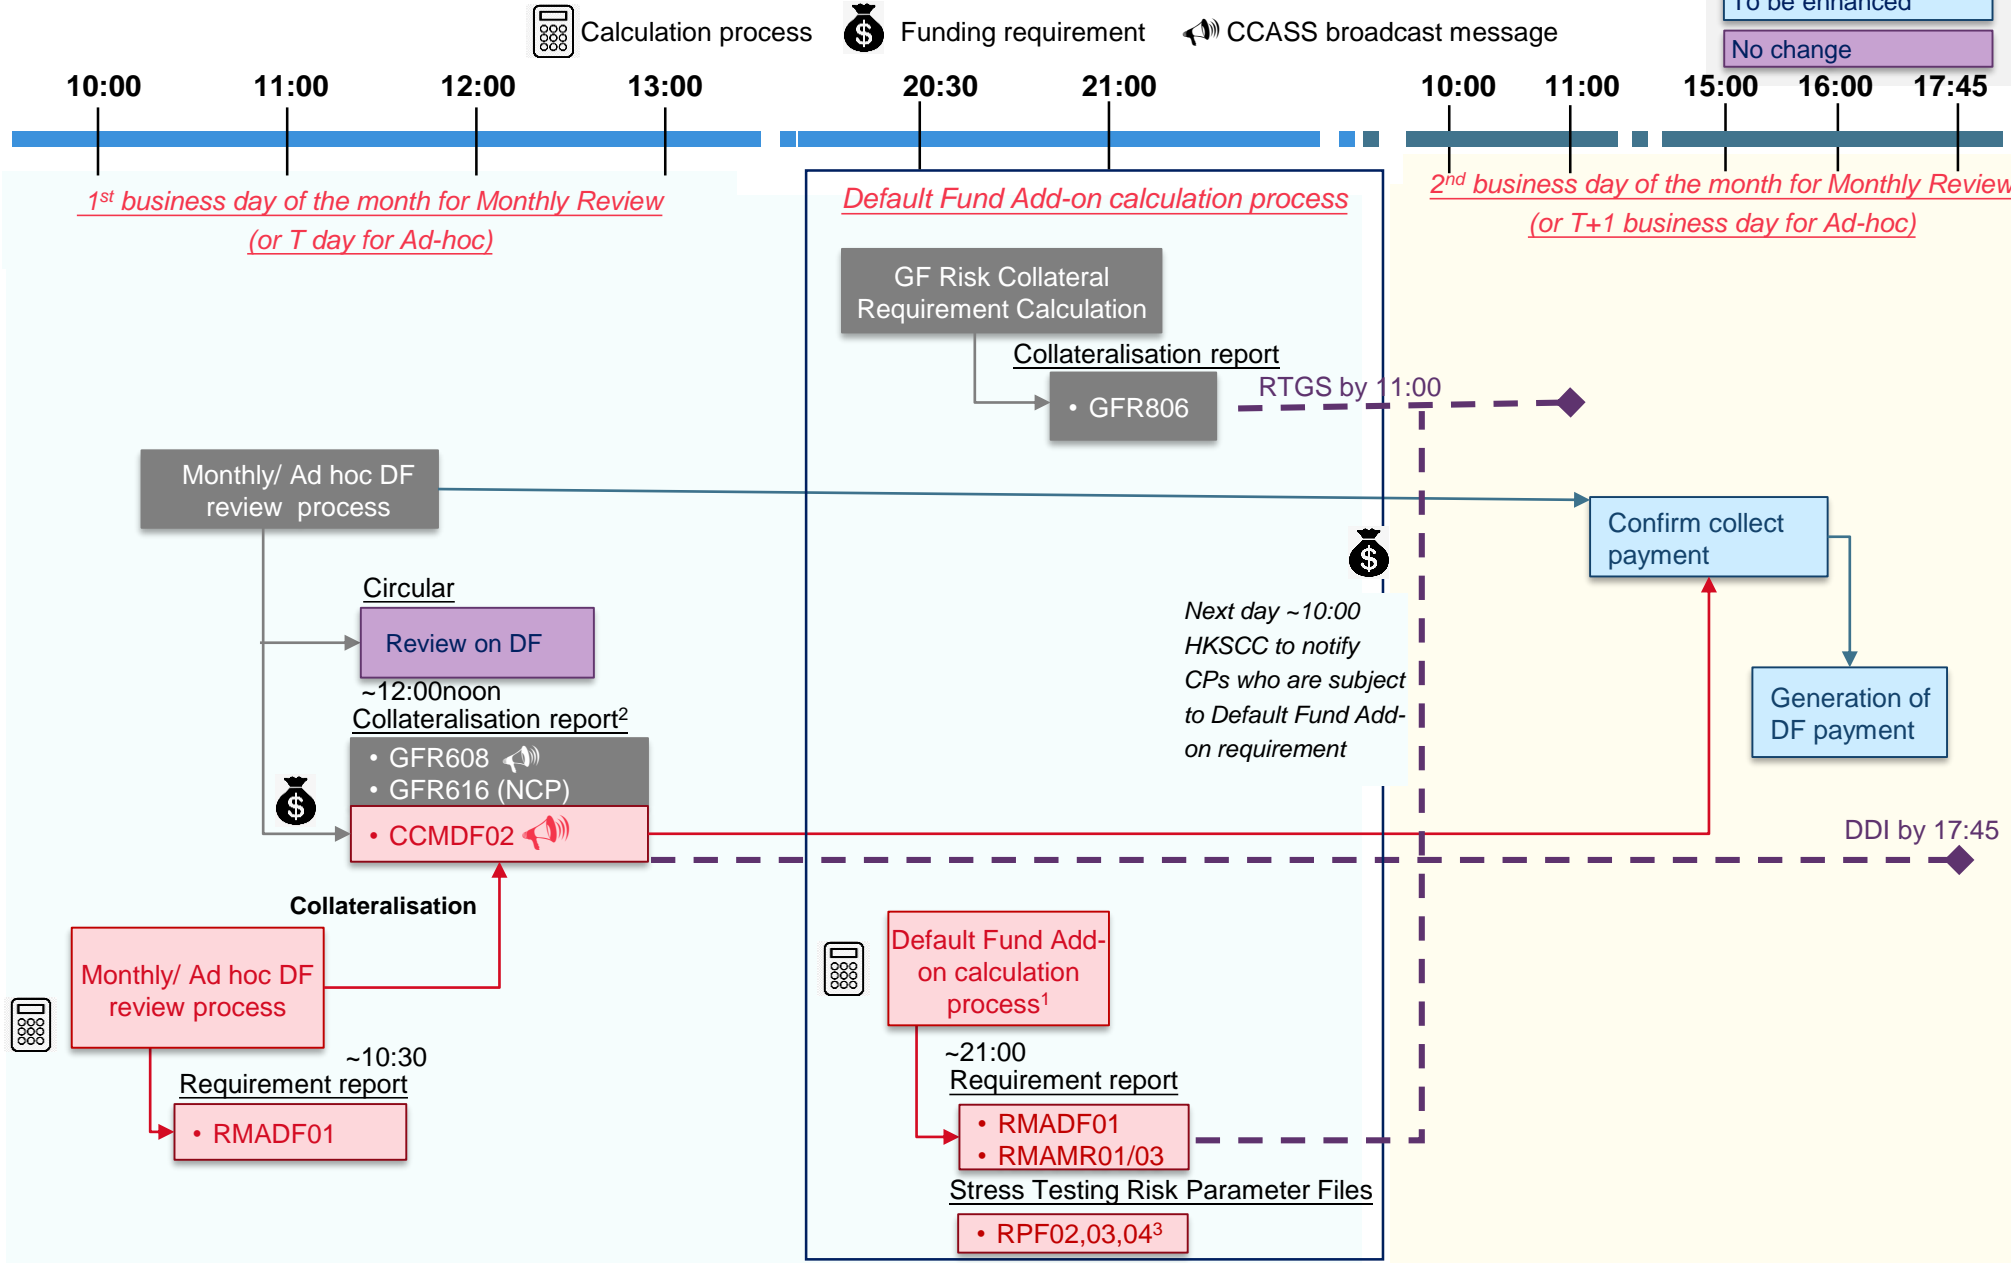 To be enhanced
Calculation process
Funding requirement
CCASS broadcast message
No change
10:00
11:00
12:00
13:00
20:30
21:00
10:00
11:00
15:00
16:00
17:45
1st business day of the month for Monthly Review
(or T day for Ad-hoc)
Default Fund Add-on calculation process
2nd business day of the month for Monthly Review
(or T+1 business day for Ad-hoc)
GF Risk Collateral
Requirement Calculation
Collateralisation report
• GFR806
RTGS by 11:00
Monthly/ Ad hoc DF
review process
Confirm collect
payment
Circular
Review on DF
Next day ~10:00
HKSCC to notify
CPs who are subject
to Default Fund Add-
on requirement
~12:00noon
Collateralisation report2
• GFR608
• GFR616 (NCP)
• CCMDF02
Generation of
DF payment
DDI by 17:45
Collateralisation
Monthly/ Ad hoc DF
review process
~10:30
Requirement report
• RMADF01
Default Fund Add-
on calculation
process1
~21:00
Requirement report
• RMADF01
• RMAMR01/03
Stress Testing Risk Parameter Files
• RPF02,03,043